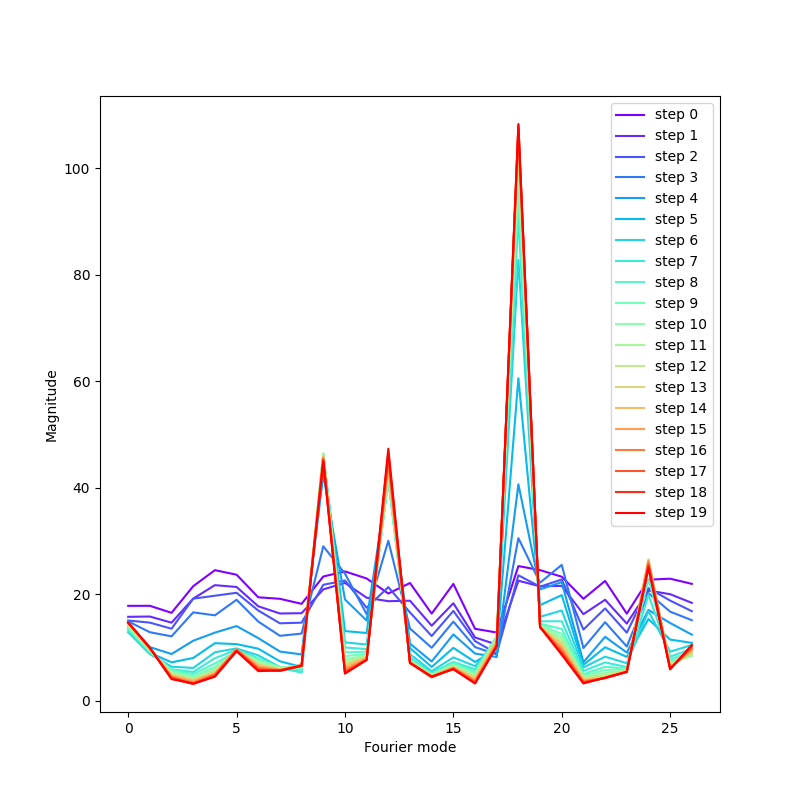 step 0
step 1
step 2
step 3
step 4
step 5
step 6
step 7
step 8
step 9
step 10
step 11
step 12
step 13
step 14
step 15
step 16
step 17
step 18
step 19
100
80
60
40
20
0
Magnitude
0 5 10 15 20 25
Fourier mode